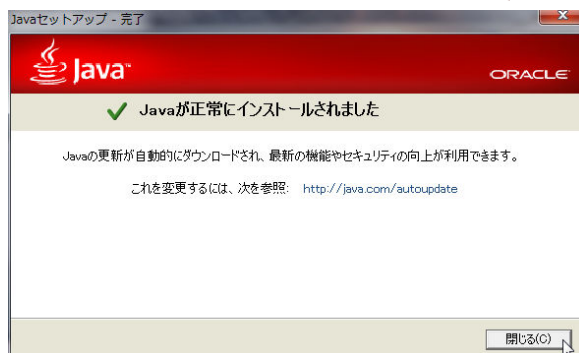 Javaセットアップ - 完了
Java™
ORACLE
Javaが正常にインストールされました
Javaの更新が自動的にダウンロードされ、最新の機能やセキュリティの向上が利用できます。
これを変更するには、次を参照: http://java.com/autoupdate
閉じる(C)